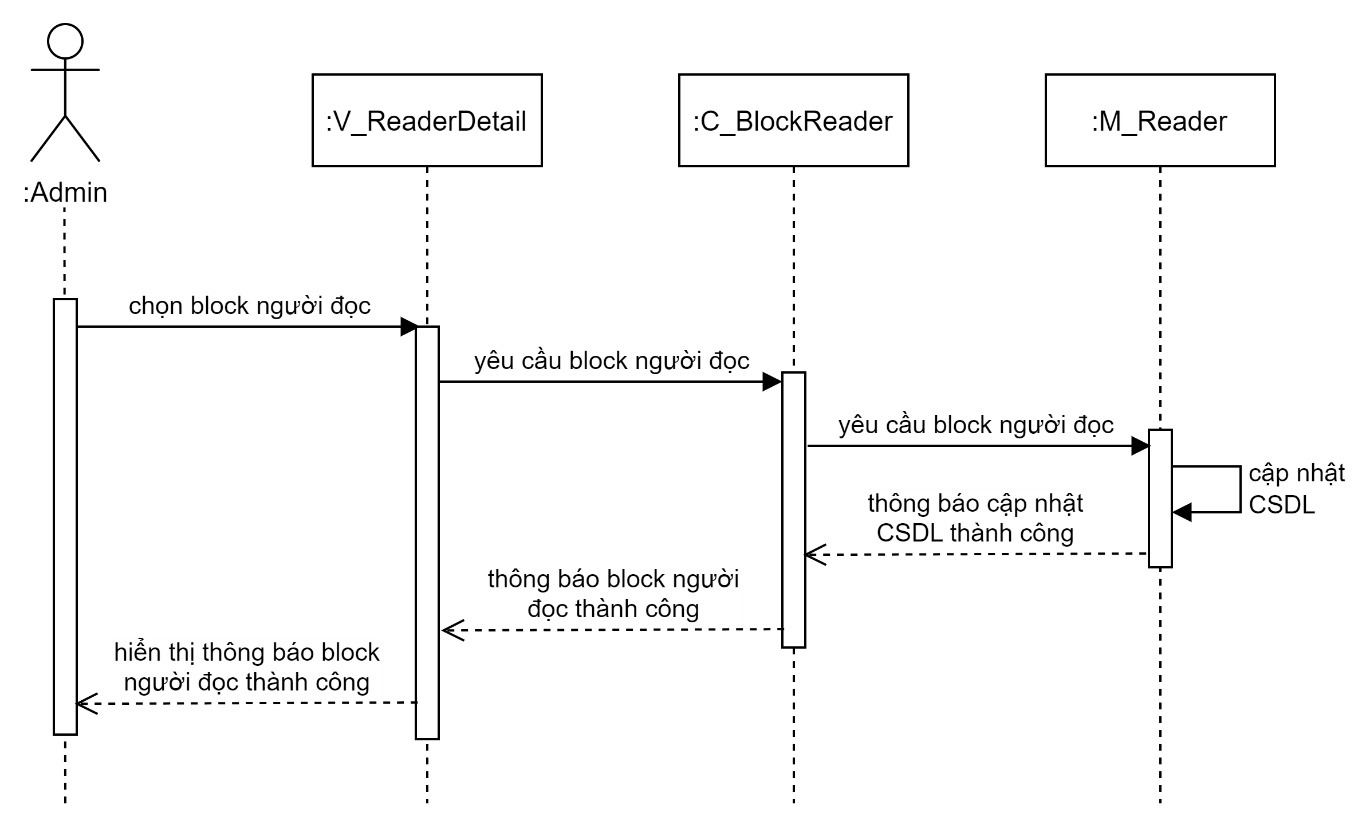 :Admin
:V_ReaderDetail
:C_BlockReader
:M_Reader
chọn block người đọc
yêu cầu block người đọc
yêu cầu block người đọc
cập nhật
CSDL
thông báo cập nhật
CSDL thành công
thông báo block người
đọc thành công
hiển thị thông báo block
người đọc thành công